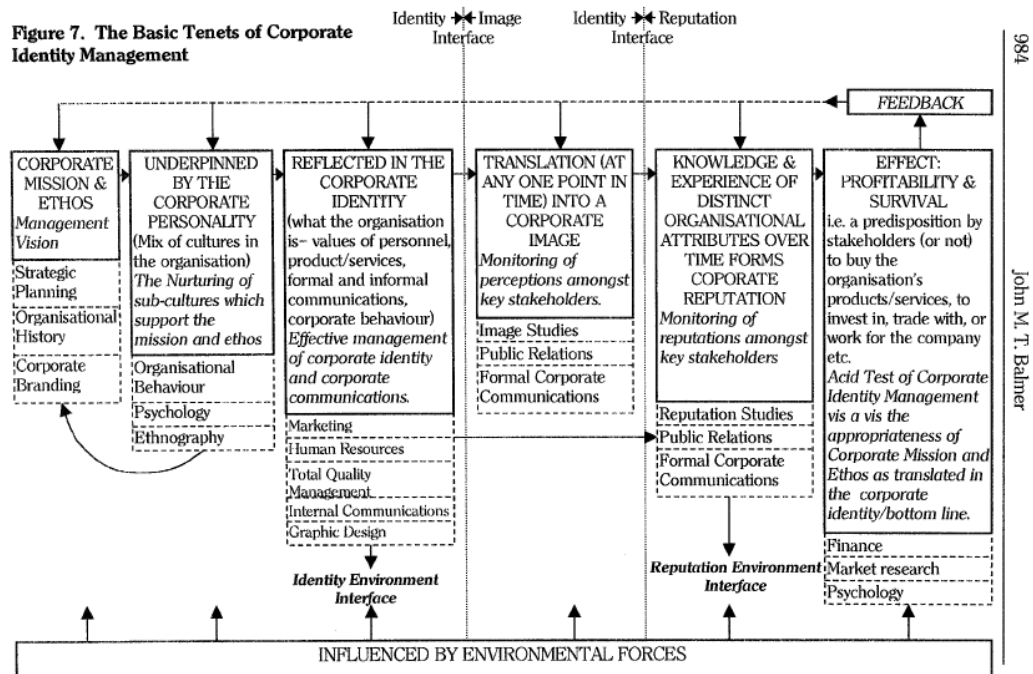 Figure 7. The Basic Tenets of Corporate
Identity Management
Identity Image
Interface
Identity Reputation
Interface
984
John M. T. Balmer
FEEDBACK
CORPORATE
MISSION &
ETHOS
Management
Vision
Strategic
Planning
Organisational
History
Corporate
Branding
UNDERPINNED
BY THE
CORPORATE
PERSONALITY
(Mix of cultures in
the organisation)
The Nurturing of
sub-cultures which
support the
mission and ethos
Organisational
Behaviour
Psychology
Ethnography
REFLECTED IN THE
CORPORATE
IDENTITY
(what the organisation
is– values of personnel,
product/services,
formal and informal
communications,
corporate behaviour)
Effective management
of corporate identity
and corporate
communications.
Marketing
Human Resources
Total Quality
Management
Internal Communications
Graphic Design
Identity Environment
Interface
TRANSLATION (AT
ANY ONE POINT IN
TIME) INTO A
CORPORATE
IMAGE
Monitoring of
perceptions amongst
key stakeholders.
Image Studies
Public Relations
Formal Corporate
Communications
KNOWLEDGE &
EXPERIENCE OF
DISTINCT
ORGANISATIONAL
ATTRIBUTES OVER
TIME FORMS
COPORATE
REPUTATION
Monitoring of
reputations amongst
key stakeholders
Reputation Studies
Public Relations
Formal Corporate
Communications
Reputation Environment
Interface
EFFECT:
PROFITABILITY &
SURVIVAL
i.e. a predisposition by
stakeholders (or not)
to buy the
organisation's
products/services, to
invest in, trade with, or
work for the company
etc.
Acid Test of Corporate
Identity Management
vis a vis the
appropriateness of
Corporate Mission and
Ethos as translated in
the corporate
identity/bottom line.
Finance
Market research
Psychology
INFLUENCED BY ENVIRONMENTAL FORCES